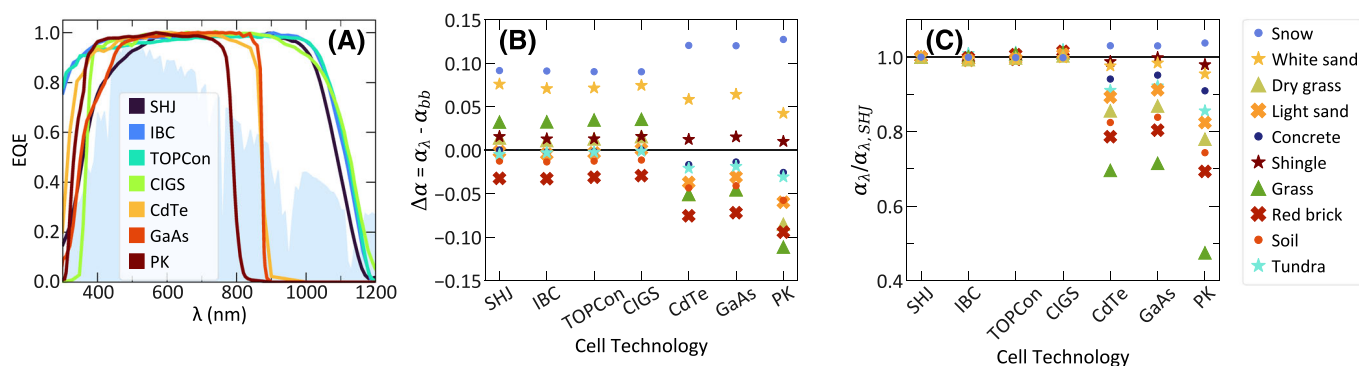 (A)
EQE
1.0
0.8
0.6
0.4
0.2
0.0
400 600 800 1000 1200
λ (nm)
SHJ
IBC
TOPCon
CIGS
CdTe
GaAs
PK
(B)
Δα = αλ - αbb
0.15
0.10
0.05
0.00
−0.05
−0.10
−0.15
SHJ IBC TOPCon CIGS CdTe GaAs PK
Cell Technology
(C)
αλ/αλ,SHJ
1.0
0.8
0.6
0.4
SHJ IBC TOPCon CIGS CdTe GaAs PK
Cell Technology
Snow
White sand
Dry grass
Light sand
Concrete
Shingle
Grass
Red brick
Soil
Tundra